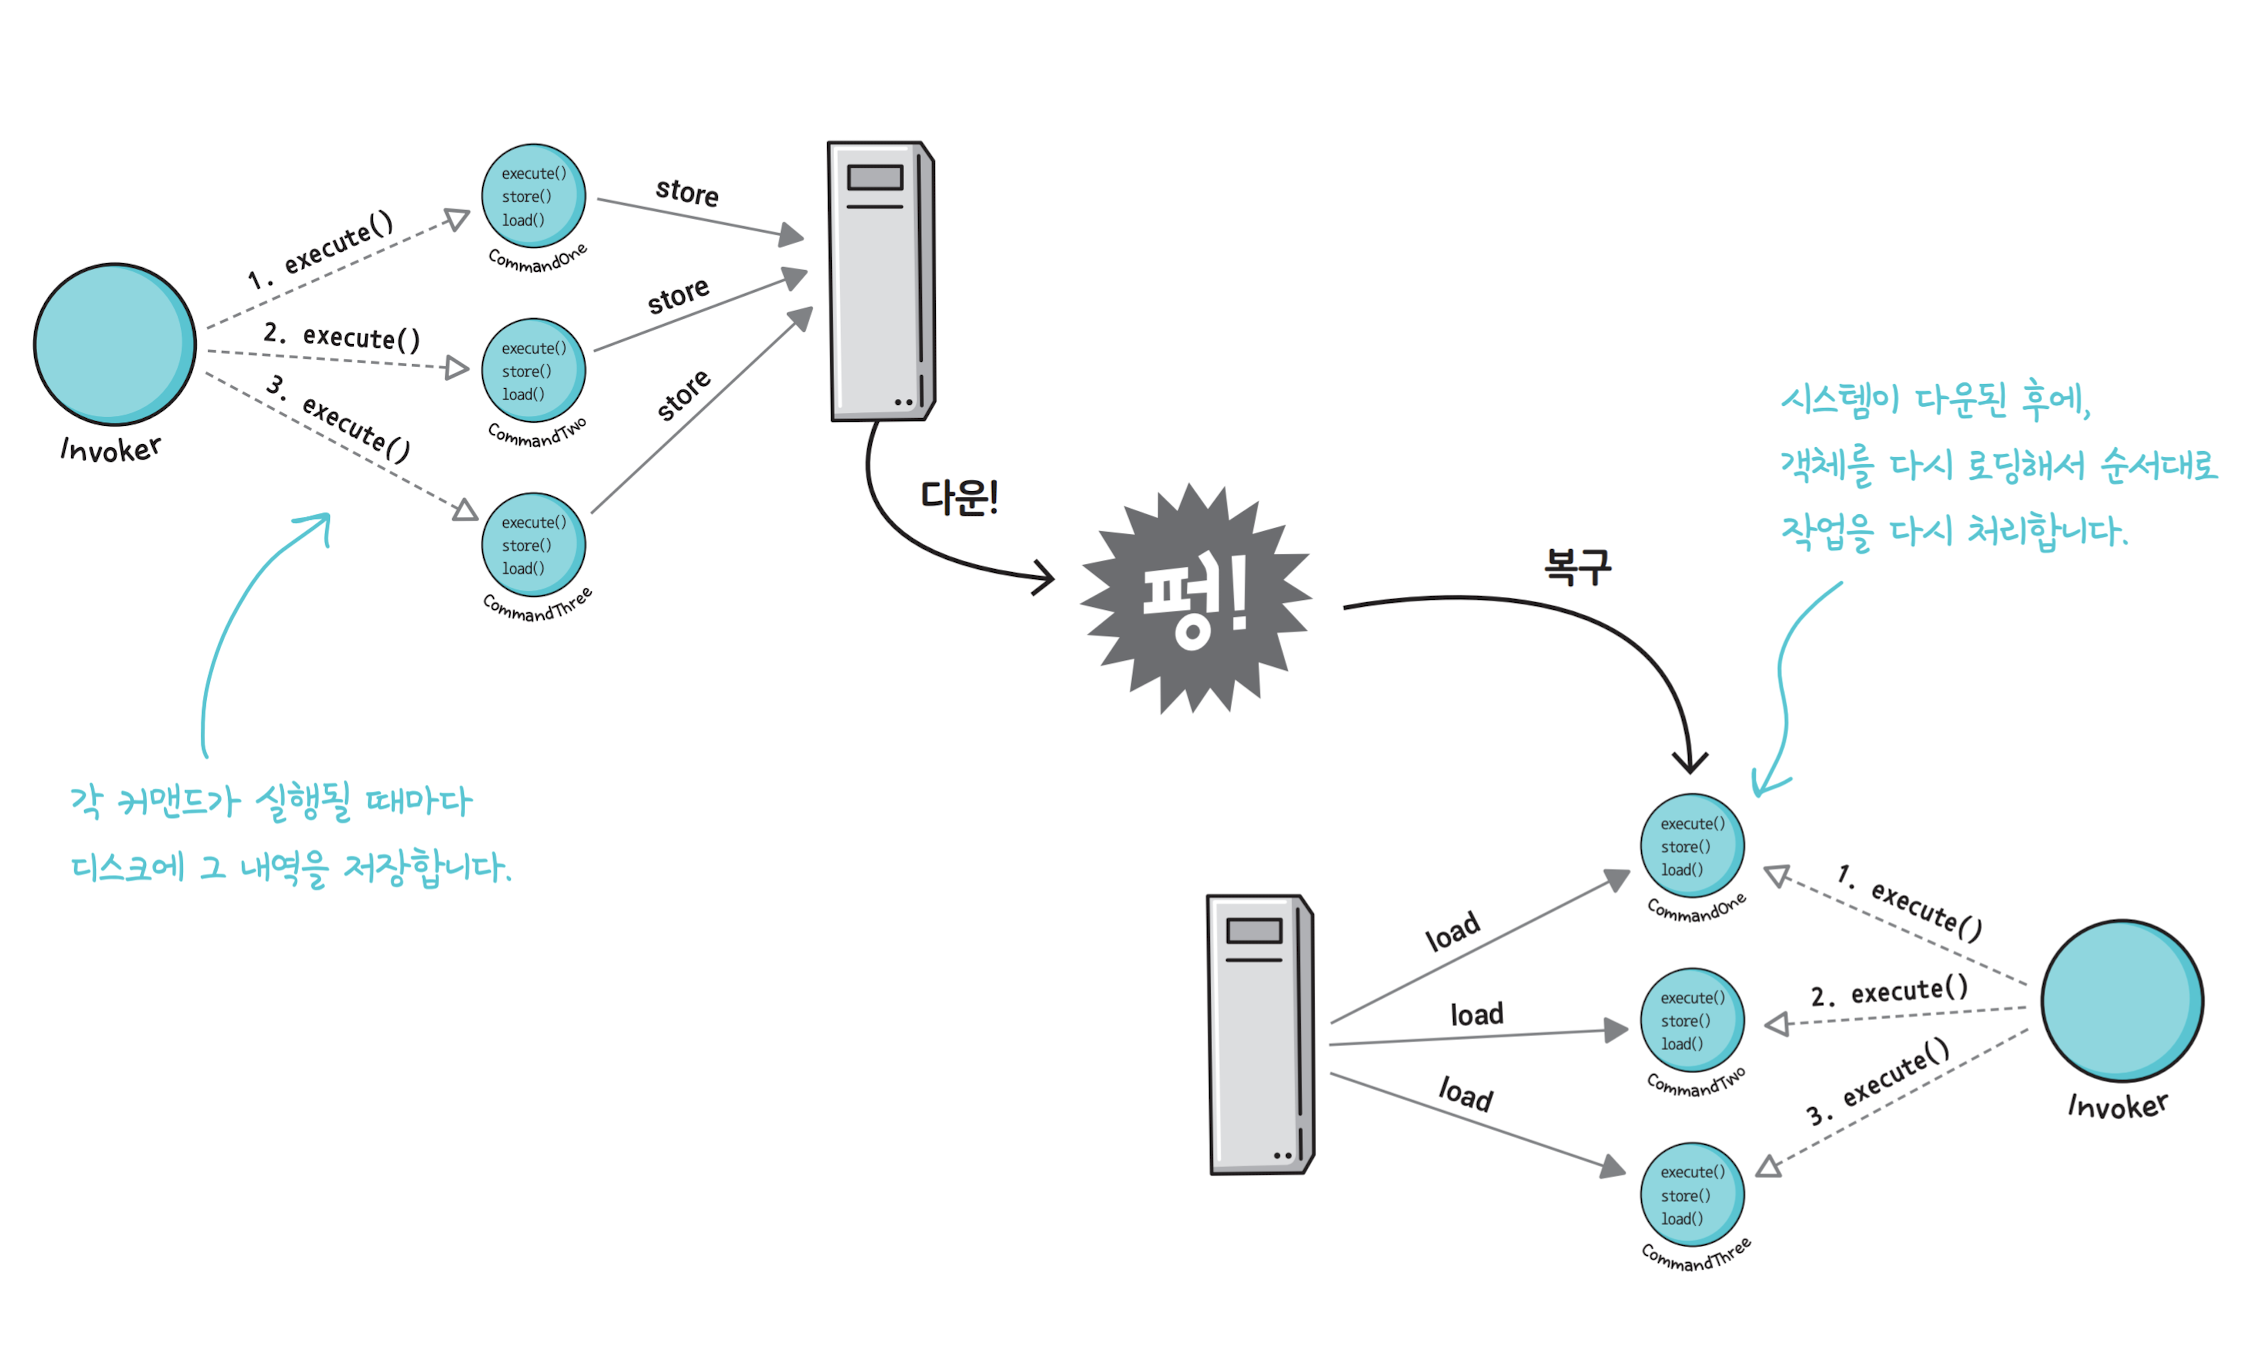 execute()
store()
load()
CommandOne
store
1. execute()
2. execute()
3. execute()
Invoker
execute()
store()
load()
CommandTwo
store
execute()
store()
load()
CommandThree
store
각 커맨드가 실행될 때마다
디스크에 그 내역을 저장합니다.
다운!
펑!
복구
시스템이 다운된 후에,
객체를 다시 로딩해서 순서대로
작업을 다시 처리합니다.
execute()
store()
load()
CommandOne
load
1. execute()
execute()
store()
load()
CommandTwo
load
2. execute()
execute()
store()
load()
CommandThree
load
3. execute()
Invoker